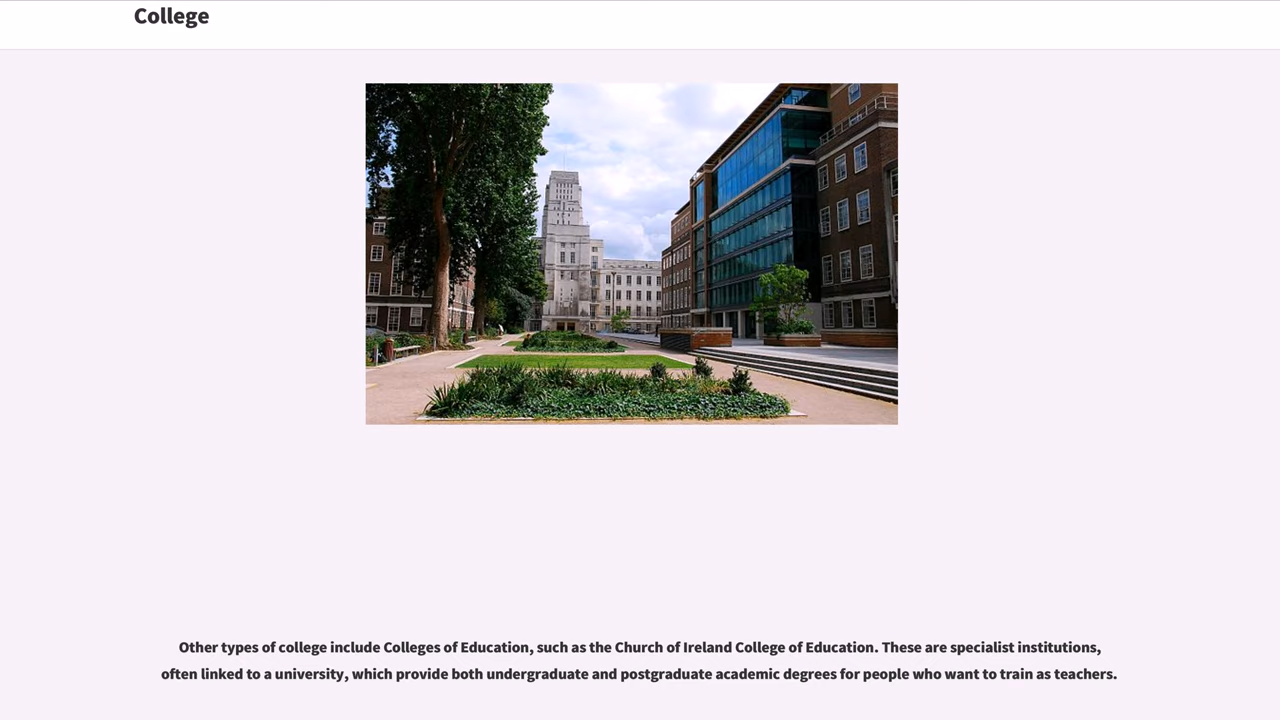 College
Other types of college include Colleges of Education, such as the Church of Ireland College of Education. These are specialist institutions,
often linked to a university, which provide both undergraduate and postgraduate academic degrees for people who want to train as teachers.